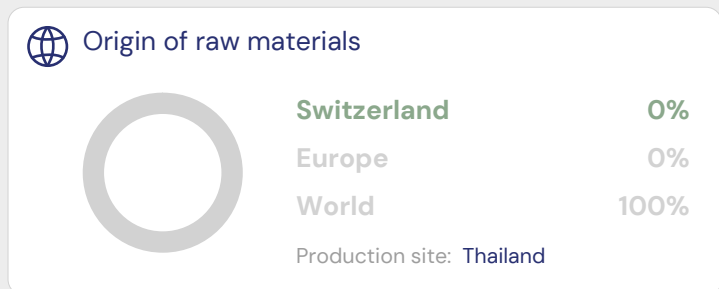 Origin of raw materials
Switzerland 0%
Europe 0%
World 100%
Production site: Thailand